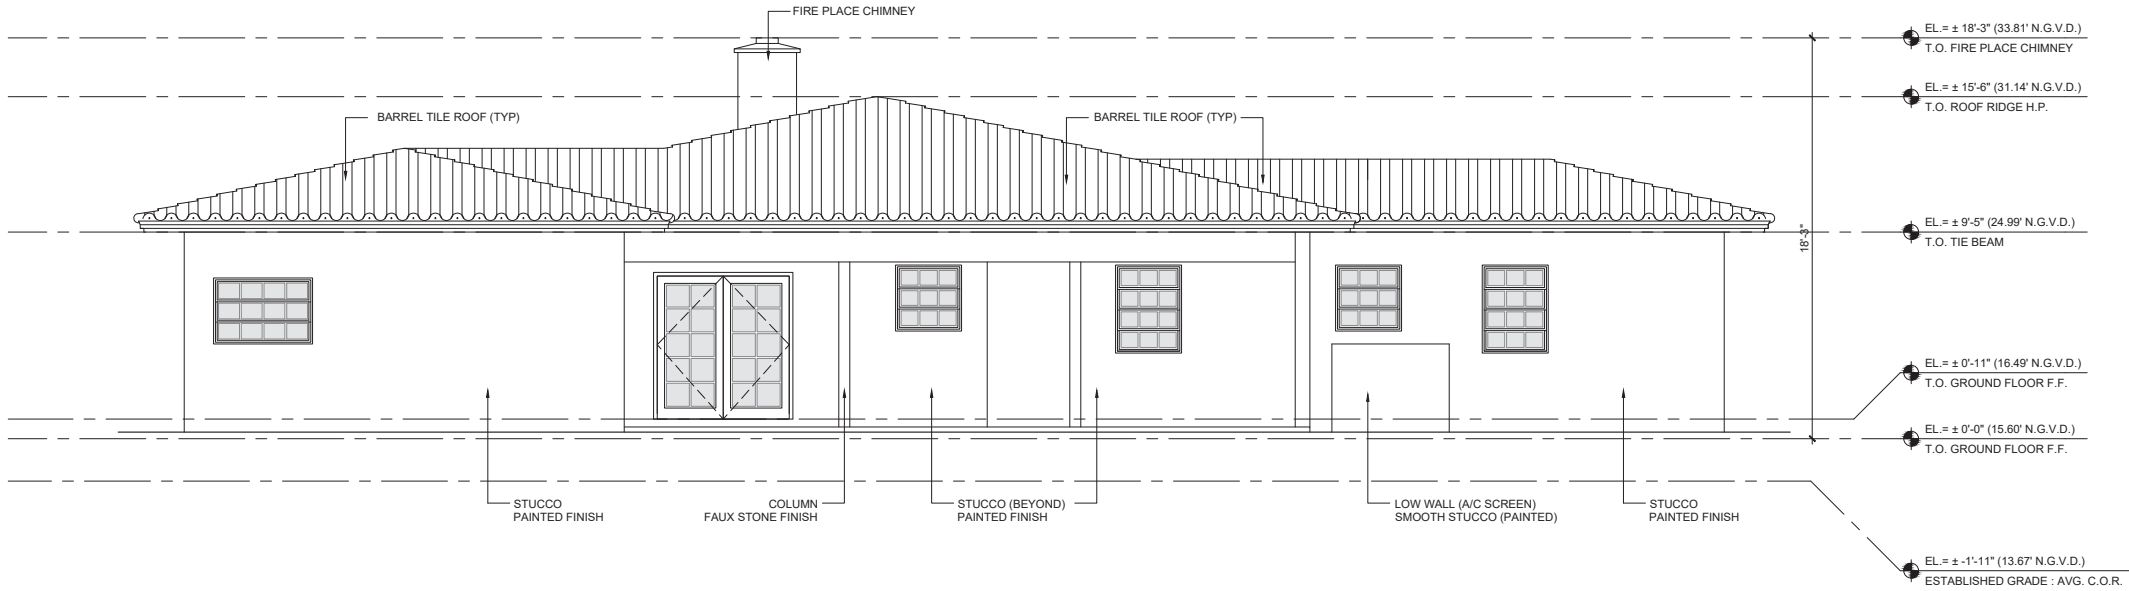 FIRE PLACE CHIMNEY
EL.= ± 18'-3" (33.81' N.G.V.D.)
T.O. FIRE PLACE CHIMNEY
EL.= ± 15'-6" (31.14' N.G.V.D.)
T.O. ROOF RIDGE H.P.
BARREL TILE ROOF (TYP)
BARREL TILE ROOF (TYP)
EL.= ± 9'-5" (24.99' N.G.V.D.)
T.O. TIE BEAM
18'-3"
EL.= ± 0'-11" (16.49' N.G.V.D.)
T.O. GROUND FLOOR F.F.
EL.= ± 0'-0" (15.60' N.G.V.D.)
T.O. GROUND FLOOR F.F.
STUCCO
PAINTED FINISH
COLUMN
FAUX STONE FINISH
STUCCO (BEYOND)
PAINTED FINISH
LOW WALL (A/C SCREEN)
SMOOTH STUCCO (PAINTED)
STUCCO
PAINTED FINISH
EL.= ± -1'-11" (13.67' N.G.V.D.)
ESTABLISHED GRADE : AVG. C.O.R.